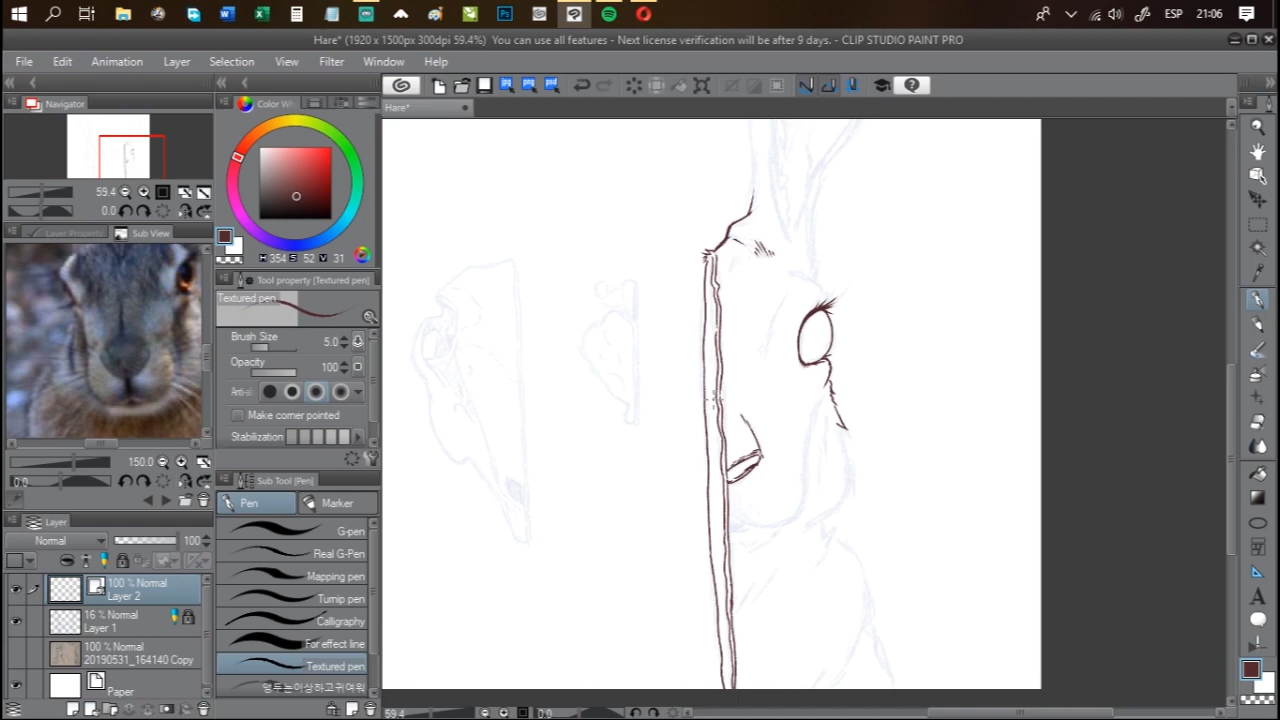 ESP 21:06
Hare* (1920 x 1500px 300dpi 59.4%) You can use all features - Next license verification will be after 9 days. - CLIP STUDIO PAINT PRO
File Edit Animation Layer Selection View Filter Window Help
Navigator
Color Wh
Hare*
59.4
0.0
Layer Property Sub View
H 354 S 52 V 31
Tool property [Textured pen]
Textured pen
Brush Size 5.0
Opacity 100
Anti-al
Make corner pointed
Stabilization
150.0
0.0
Sub Tool [Pen]
Pen Marker
G-pen
Real G-Pen
Mapping pen
Turnip pen
Calligraphy
For effect line
Textured pen
Layer
Normal 100
100 % Normal
Layer 2
16 % Normal
Layer 1
100 % Normal
20190531_164140 Copy
Paper
59.4 0.0